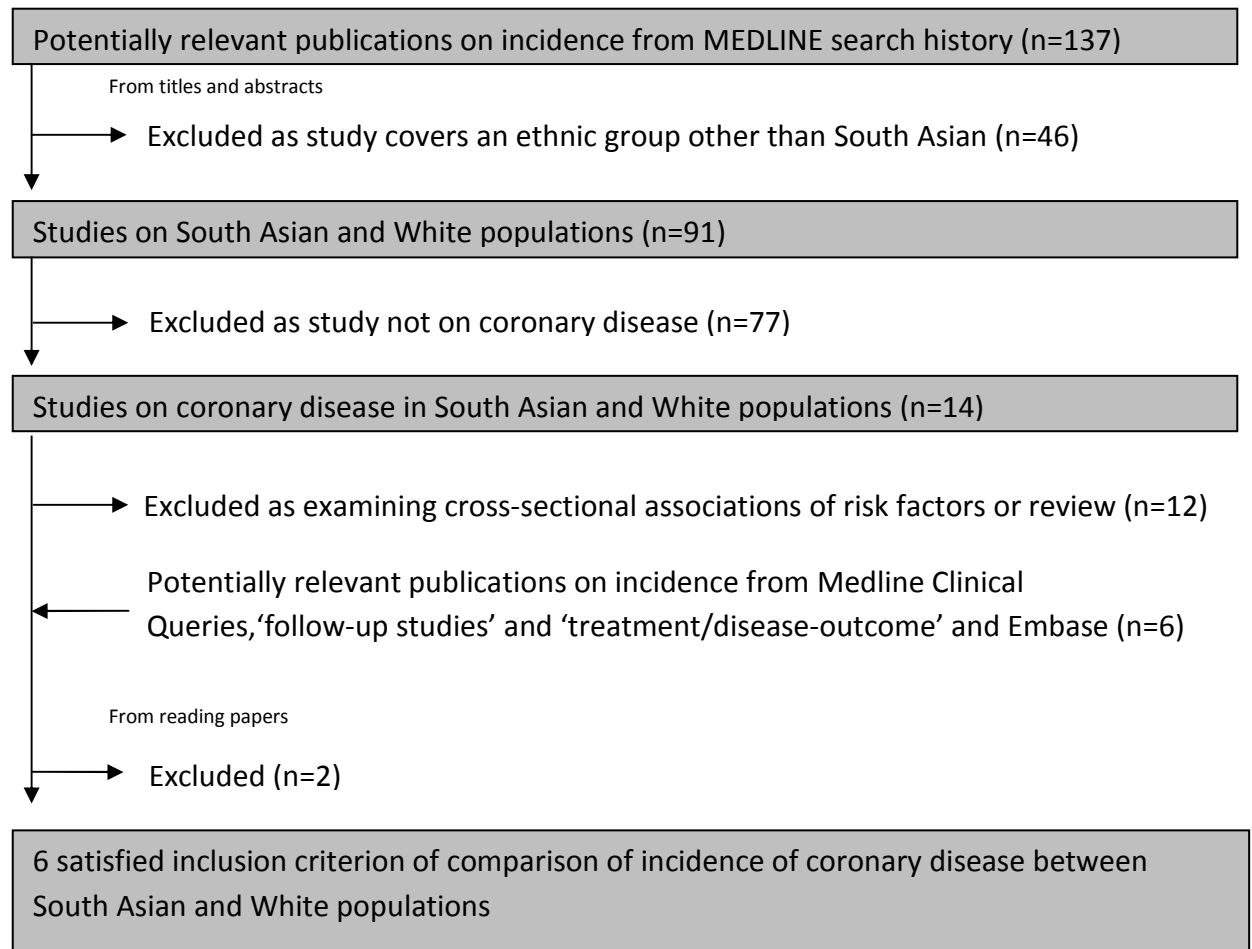 Potentially relevant publications on incidence from MEDLINE search history (n=137)
From titles and abstracts
Excluded as study covers an ethnic group other than South Asian (n=46)
Studies on South Asian and White populations (n=91)
Excluded as study not on coronary disease (n=77)
Studies on coronary disease in South Asian and White populations (n=14)
Excluded as examining cross-sectional associations of risk factors or review (n=12)
Potentially relevant publications on incidence from Medline Clinical
Queries,‘follow-up studies’ and ‘treatment/disease-outcome’ and Embase (n=6)
From reading papers
Excluded (n=2)
6 satisfied inclusion criterion of comparison of incidence of coronary disease between
South Asian and White populations